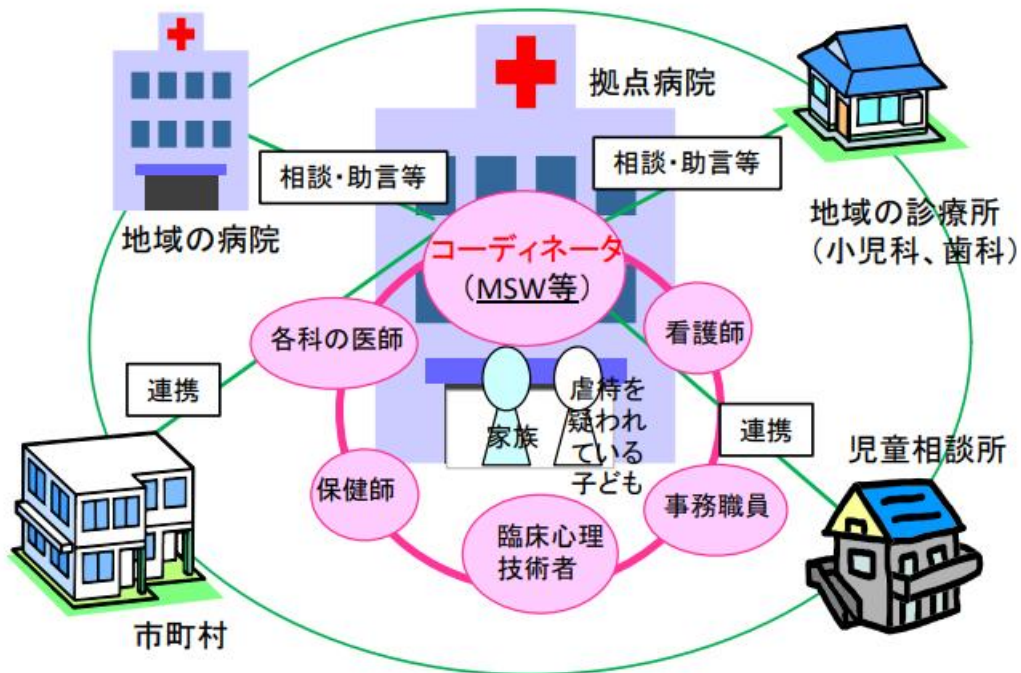 拠点病院
相談・助言等
相談・助言等
地域の病院
地域の診療所
（小児科、歯科）
コーディネータ
（MSW等）
各科の医師
看護師
連携
家族
虐待を
疑われ
ている
子ども
連携
児童相談所
保健師
事務職員
臨床心理
技術者
市町村